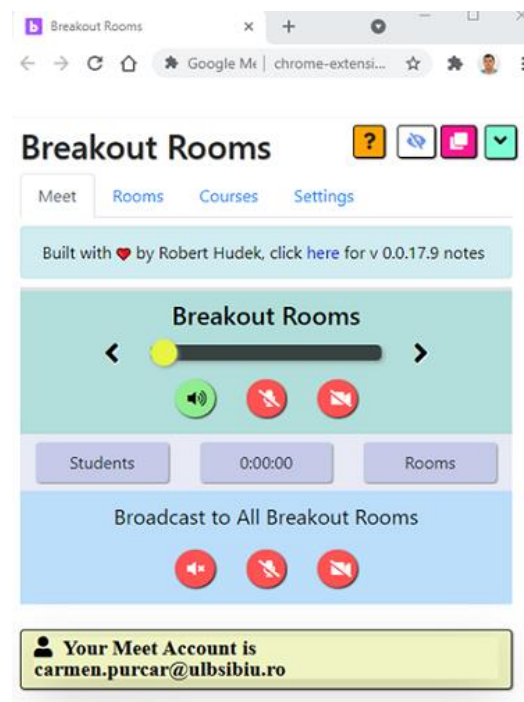 Breakout Rooms
Google Me chrome-extensi...
Breakout Rooms
?
Meet Rooms Courses Settings
Built with by Robert Hudek, click here for v 0.0.17.9 notes
Breakout Rooms
Students 0:00:00 Rooms
Broadcast to All Breakout Rooms
Your Meet Account is
carmen.purcar@ulbsibiu.ro